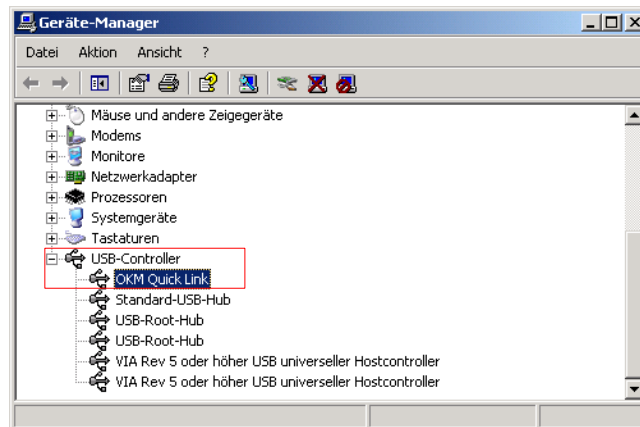 Geräte-Manager
Datei Aktion Ansicht ?
Mäuse und andere Zeigegeräte
Modems
Monitore
Netzwerkadapter
Prozessoren
Systemgeräte
Tastaturen
USB-Controller
OKM Quick Link
Standard-USB-Hub
USB-Root-Hub
USB-Root-Hub
VIA Rev 5 oder höher USB universeller Hostcontroller
VIA Rev 5 oder höher USB universeller Hostcontroller